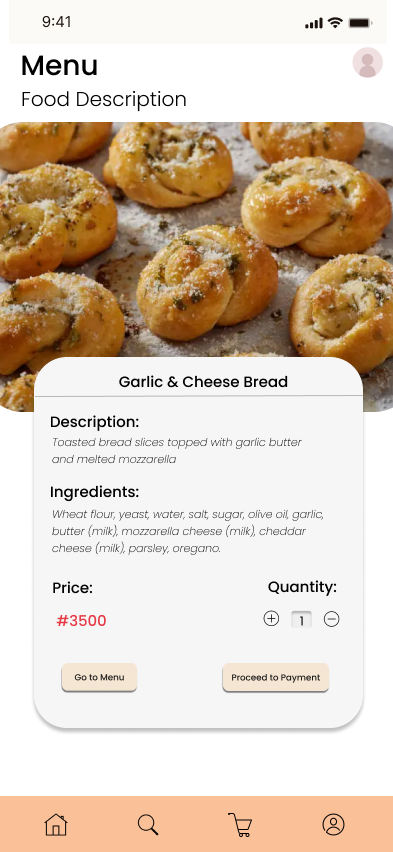 9:41
Menu
Food Description
Garlic & Cheese Bread
Description:
Toasted bread slices topped with garlic butter
and melted mozzarella
Ingredients:
Wheat flour, yeast, water, salt, sugar, olive oil, garlic,
butter (milk), mozzarella cheese (milk), cheddar
cheese (milk), parsley, oregano.
Price: Quantity:
#3500 1
Go to Menu Proceed to Payment